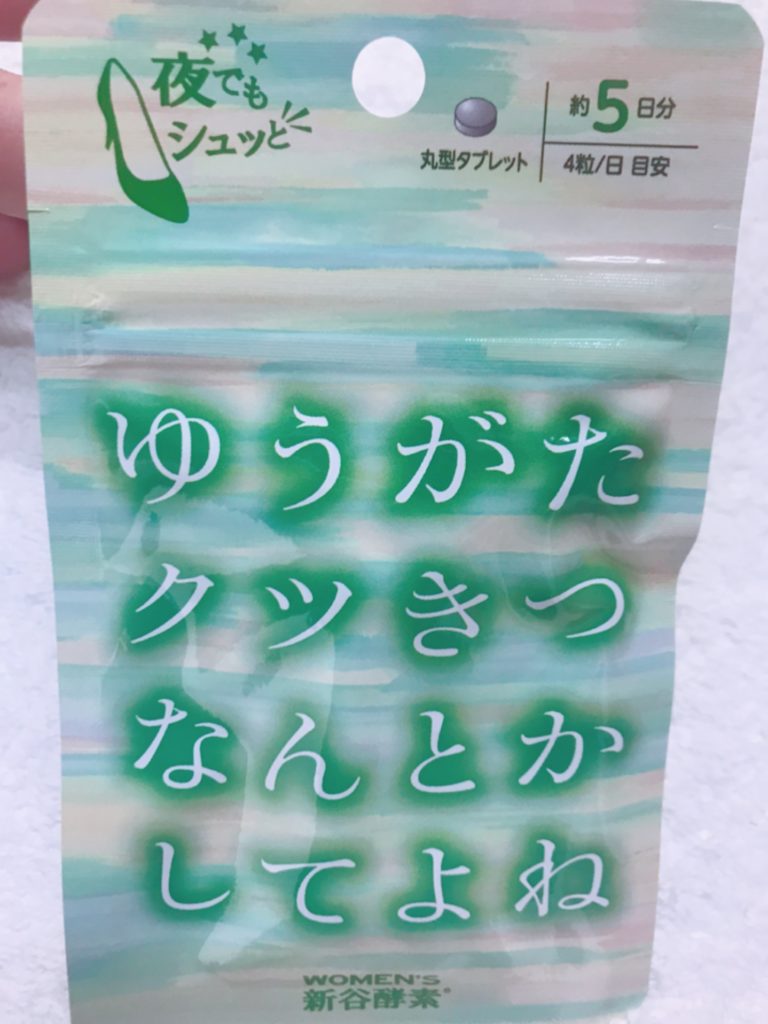 夜でも
シュッと
丸型タブレット
約5日分
4粒/日 目安
ゆうがた
クツきつ
なんとか
してよね
WOMEN'S
新谷酵素®